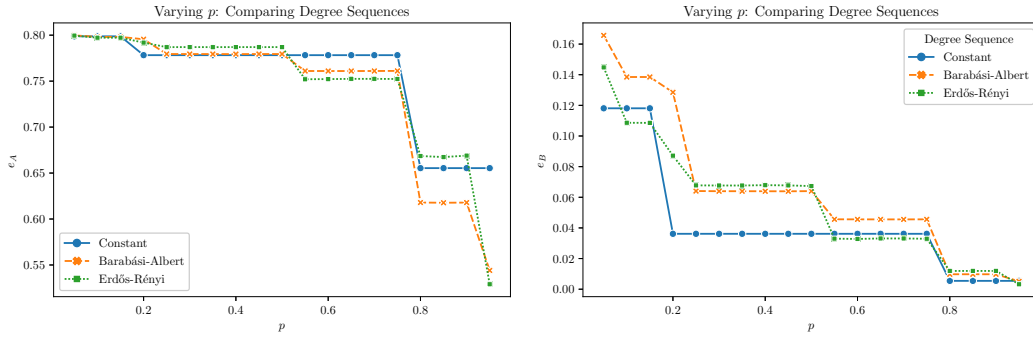 Varying p: Comparing Degree Sequences
0.80
0.75
0.70
0.65
0.60
0.55
e_A
Constant
Barabási-Albert
Erdős-Rényi
0.2 0.4 0.6 0.8
p
Varying p: Comparing Degree Sequences
0.16
0.14
0.12
0.10
0.08
0.06
0.04
0.02
0.00
e_B
Degree Sequence
Constant
Barabási-Albert
Erdős-Rényi
0.2 0.4 0.6 0.8
p